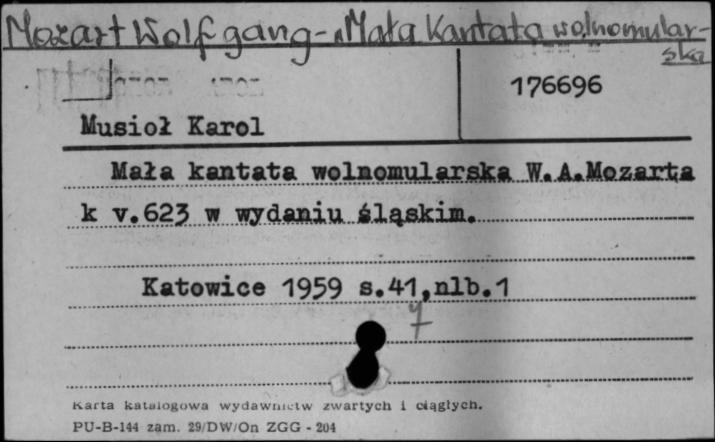 Mozart Wolfgang - "Mała Kantata wolnomular-
ska
176696
Musioł Karol
Mała kantata wolnomularska W.A.Mozarta
k v.623 w wydaniu śląskim.
Katowice 1959 s.41,nlb.1
Karta katalogowa wydawnictw zwartych i ciągłych.
PU-B-144 zam. 29/DW/On ZGG - 204